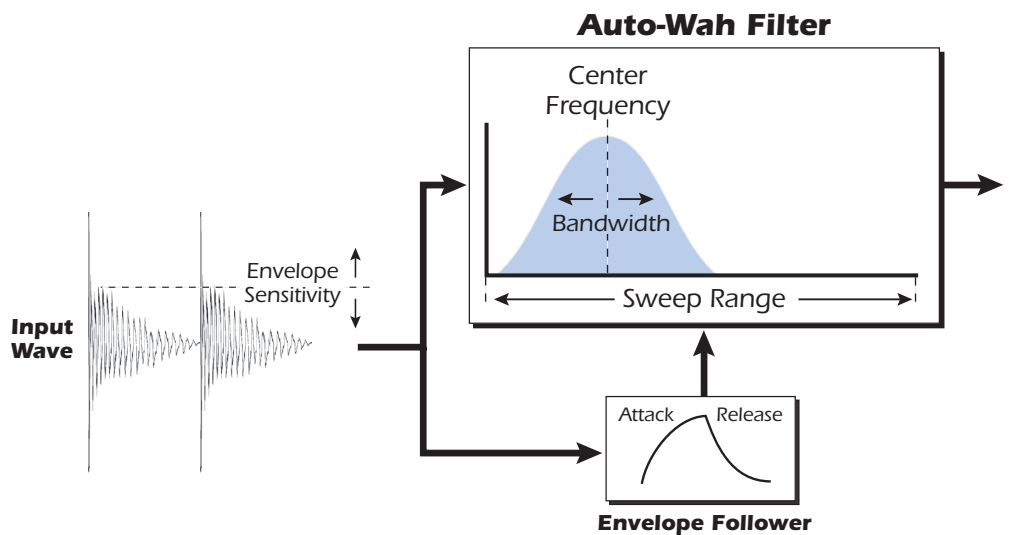 Auto-Wah Filter
Center
Frequency
Bandwidth
Sweep Range
Envelope
Sensitivity
Input
Wave
Attack Release
Envelope Follower